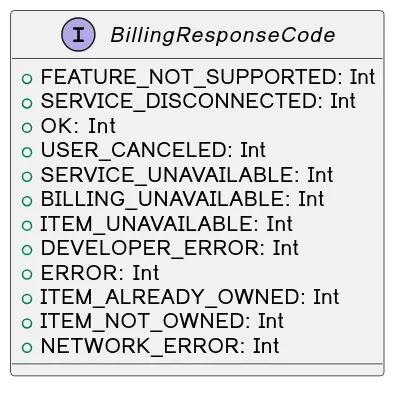 I BillingResponseCode
FEATURE_NOT_SUPPORTED: Int
SERVICE_DISCONNECTED: Int
OK: Int
USER_CANCELED: Int
SERVICE_UNAVAILABLE: Int
BILLING_UNAVAILABLE: Int
ITEM_UNAVAILABLE: Int
DEVELOPER_ERROR: Int
ERROR: Int
ITEM_ALREADY_OWNED: Int
ITEM_NOT_OWNED: Int
NETWORK_ERROR: Int